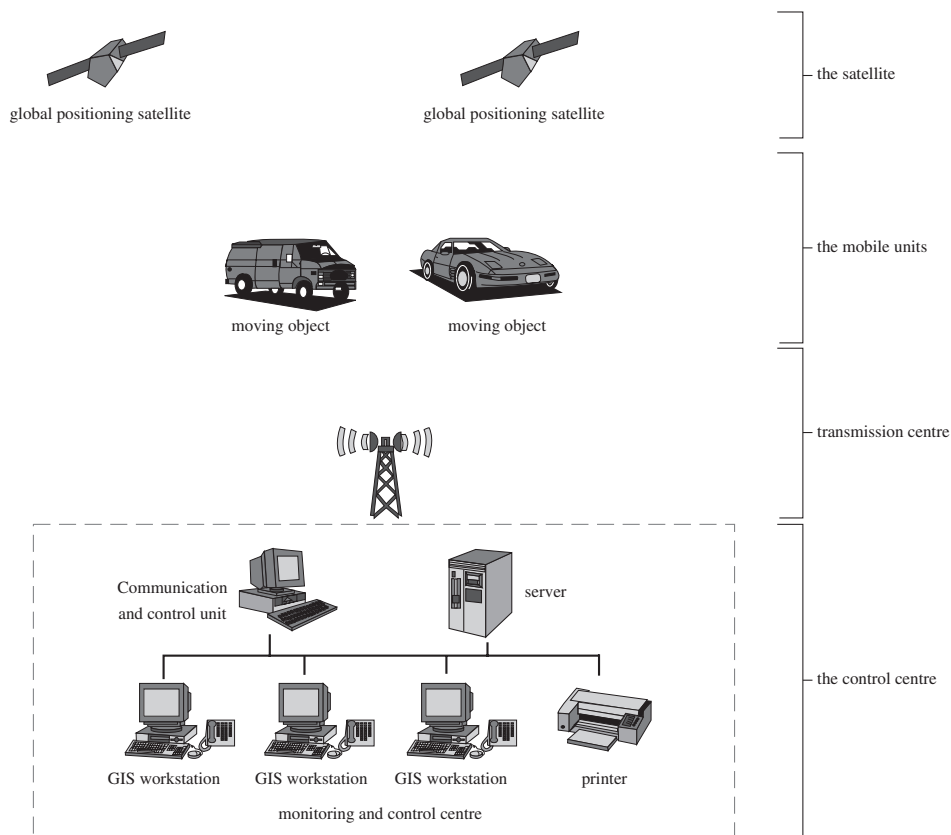 the satellite
global positioning satellite
global positioning satellite
the mobile units
moving object
moving object
transmission centre
Communication
and control unit
server
the control centre
GIS workstation
GIS workstation
GIS workstation
printer
monitoring and control centre